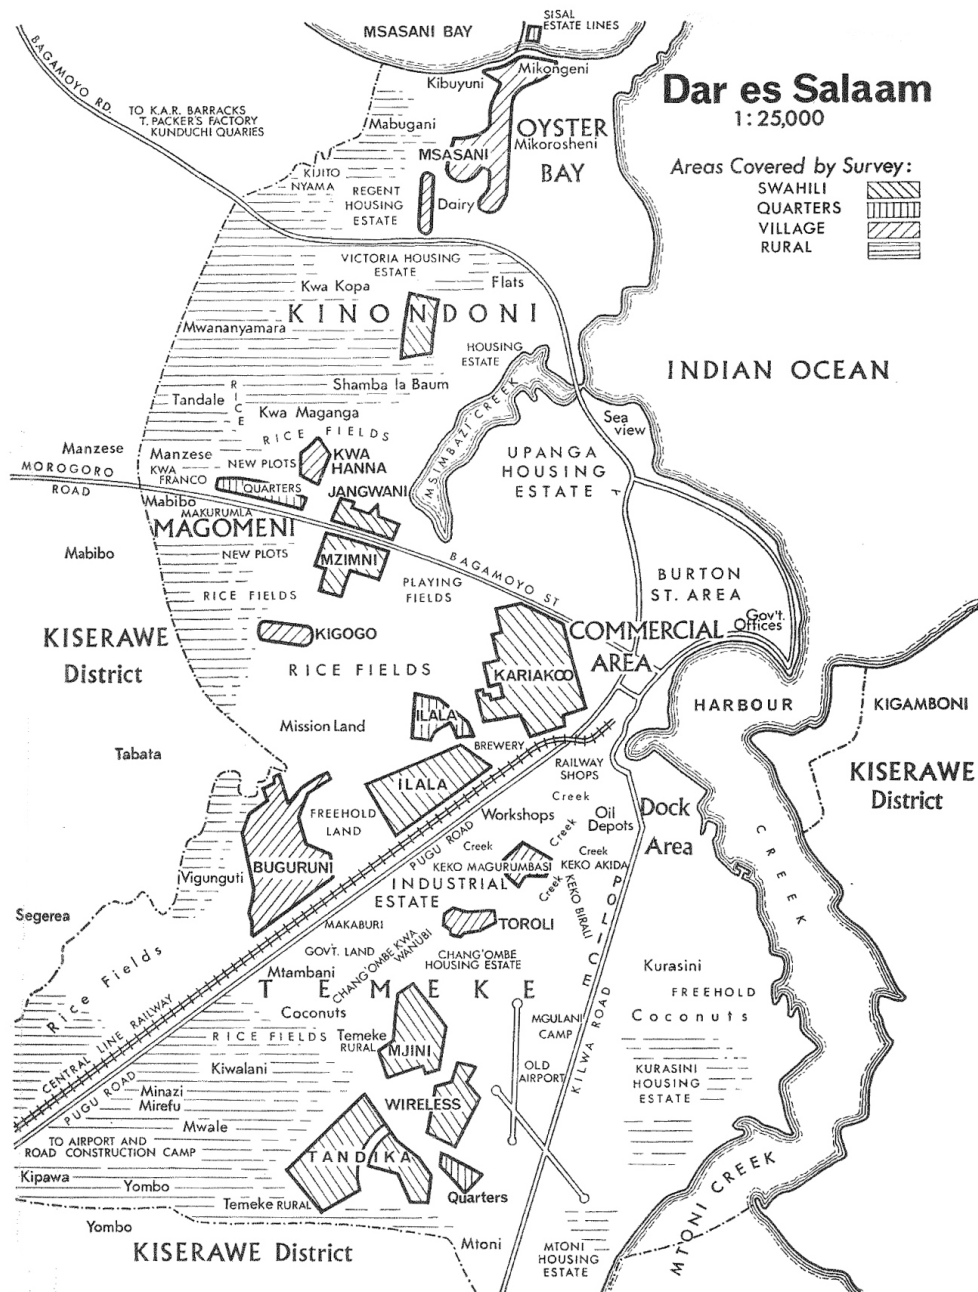 SISAL
ESTATE LINES
MSASANI BAY
BAGAMOYO RD.
Kibuyuni
Mikongeni
Dar es Salaam
1:25,000
TO K.A.R. BARRACKS
T. PACKER'S FACTORY
KUNDUCHI QUARIES
Mabugani
OYSTER
Mikorosheni
BAY
MSASANI
Areas Covered by Survey:
SWAHILI
QUARTERS
VILLAGE
RURAL
KIJITO
NYAMA
REGENT
HOUSING
ESTATE
Dairy
VICTORIA HOUSING
ESTATE
Kwa Kopa
Flats
KINONDONI
Mwananyamara
HOUSING
ESTATE
INDIAN OCEAN
Shamba la Baum
RICE
Tandale
Kwa Maganga
RICE FIELDS
MSIMBAZI CREEK
Sea
view
UPANGA
HOUSING
ESTATE
Manzese
Manzese
NEW PLOTS
KWA
HANNA
MOROGORO
ROAD
KWA
FRANCO
QUARTERS
JANGWANI
Mabibo
MAKURUMLA
MAGOMENI
Mabibo
NEW PLOTS
MZIMNI
BAGAMOYO ST
PLAYING
FIELDS
RICE FIELDS
BURTON
ST. AREA
Gov't.
Offices
KISERAWE
District
KIGOGO
COMMERCIAL
AREA
RICE FIELDS
KARIAKOO
HARBOUR
KIGAMBONI
ILALA
Mission Land
BREWERY
Tabata
RAILWAY
SHOPS
KISERAWE
District
ILALA
Creek
FREEHOLD
LAND
Workshops
Oil
Depots
Dock
Area
PUGU ROAD
Creek
Creek
Creek
CREEK
BUGURUNI
KEKO MAGURUMBASI
KEKO AKIDA
Vigunguti
INDUSTRIAL
ESTATE
Creek
KEKO BIRALI
POLICE
Segerea
MAKABURI
TOROLI
GOVT. LAND
CHANG'OMBE KWA
WANUBI
CHANG'OMBE
HOUSING ESTATE
Rice Fields
Mtambani
Kurasini
TEMEKE
FREEHOLD
Coconuts
Coconuts
MGULANI
CAMP
CENTRAL LINE RAILWAY
RICE FIELDS
Temeke
RURAL
MJINI
KILWA ROAD
Kiwalani
OLD
AIRPORT
KURASINI
HOUSING
ESTATE
PUGU ROAD
Minazi
Mirefu
WIRELESS
Mwale
TO AIRPORT AND
ROAD CONSTRUCTION CAMP
TANDIKA
Kipawa
Yombo
Quarters
MTONI CREEK
Temeke RURAL
Yombo
KISERAWE District
Mtoni
MTONI
HOUSING
ESTATE